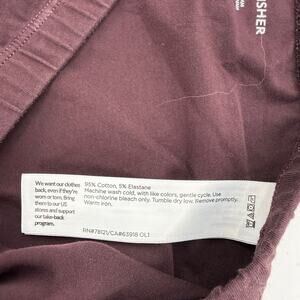 FISHER
We want our clothes
back, even if they're
worn or torn. Bring
them to our US
stores and support
our take-back
program.
95% Cotton, 5% Elastane
Machine wash cold, with like colors, gentle cycle. Use
non-chlorine bleach only. Tumble dry low. Remove promptly.
Warm iron.
RN#78121/CA#63918 OL1